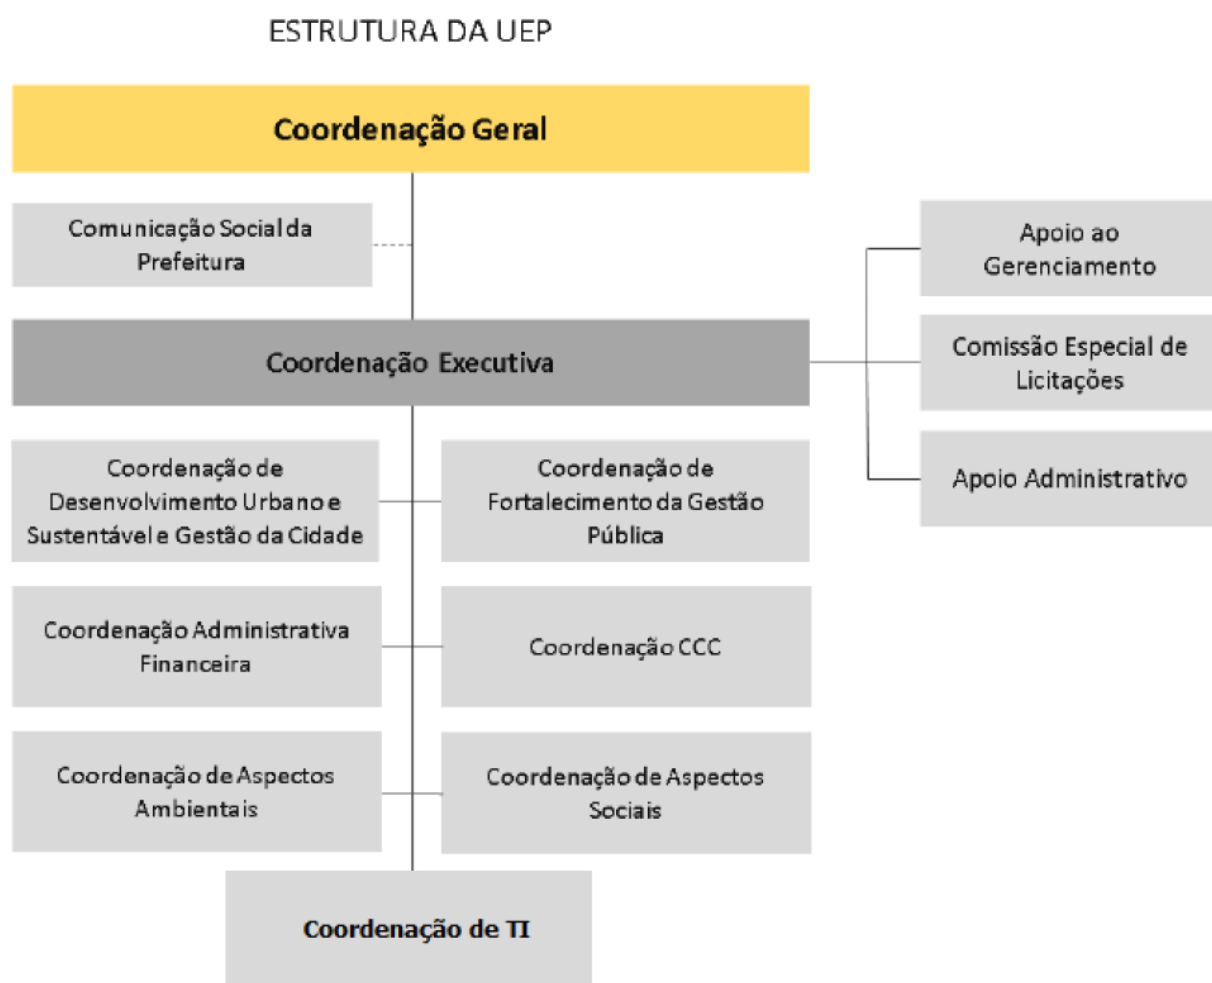 ESTRUTURA DA UEP
Coordenação Geral
Comunicação Social da
Prefeitura
Coordenação Executiva
Apoio ao
Gerenciamento
Comissão Especial de
Licitações
Apoio Administrativo
Coordenação de
Desenvolvimento Urbano e
Sustentável e Gestão da Cidade
Coordenação de
Fortalecimento da Gestão
Pública
Coordenação Administrativa
Financeira
Coordenação CCC
Coordenação de Aspectos
Ambientais
Coordenação de Aspectos
Sociais
Coordenação de TI